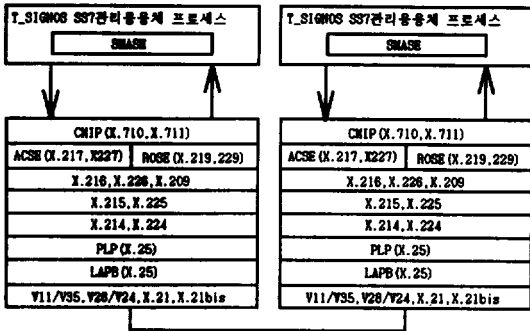 T_SIGMOS SS7관리응용체 프로세스
SMASE
CMIP(X.710,X.711)
ACSE(X.217,X227) ROSE(X.219,229)
X.216,X.226,X.209
X.215,X.225
X.214,X.224
PLP(X.25)
LAPB(X.25)
V11/V35,V28/V24,X.21,X.21bis
T_SIGMOS SS7관리응용체 프로세스
SMASE
CMIP(X.710,X.711)
ACSE(X.217,X227) ROSE(X.219,229)
X.216,X.226,X.209
X.215,X.225
X.214,X.224
PLP(X.25)
LAPB(X.25)
V11/V35,V28/V24,X.21,X.21bis